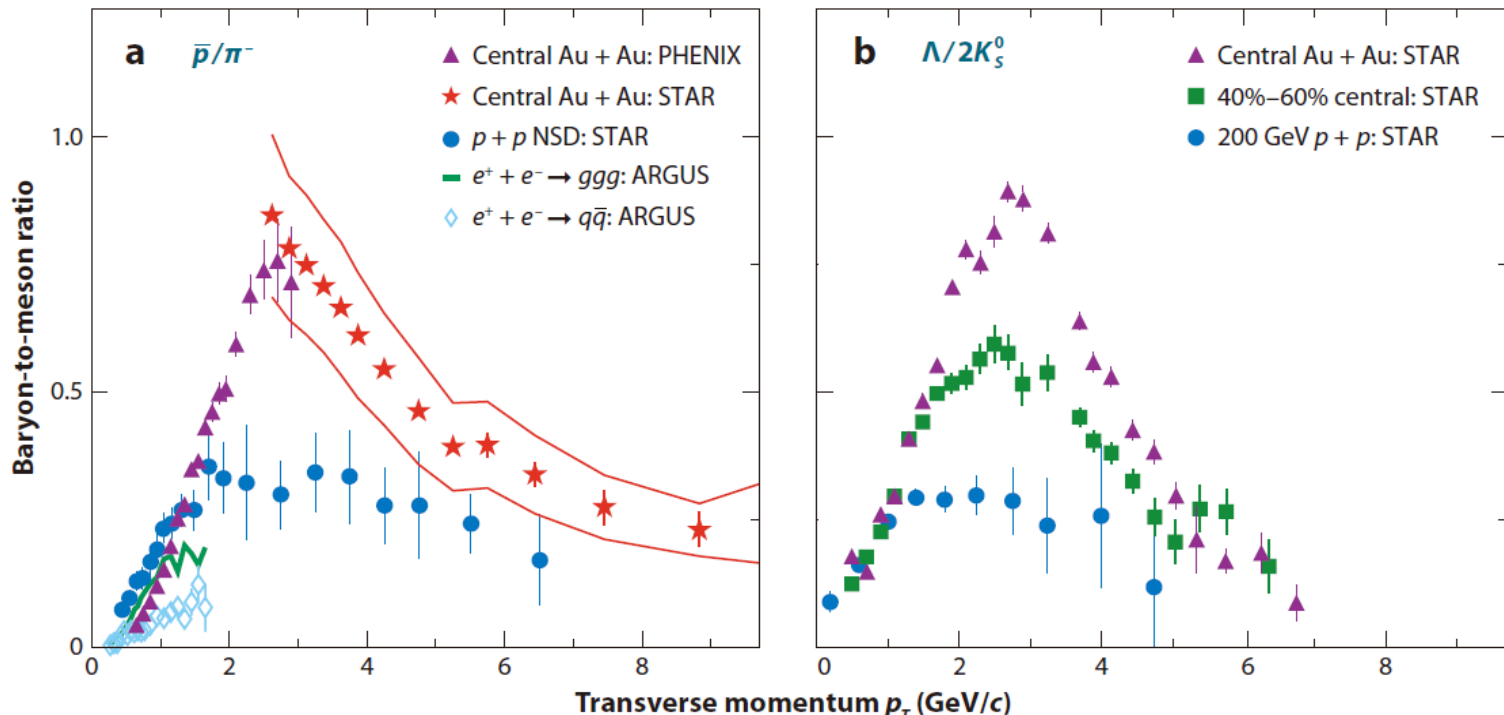 a p̅/π⁻
Central Au + Au: PHENIX
Central Au + Au: STAR
p + p NSD: STAR
e⁺ + e⁻ → ggg: ARGUS
e⁺ + e⁻ → qq̅: ARGUS
b Λ/2K⁰ₛ
Central Au + Au: STAR
40%–60% central: STAR
200 GeV p + p: STAR
Baryon-to-meson ratio
1.0
0.5
0
0 2 4 6 8
0 2 4 6 8
Transverse momentum p_T (GeV/c)